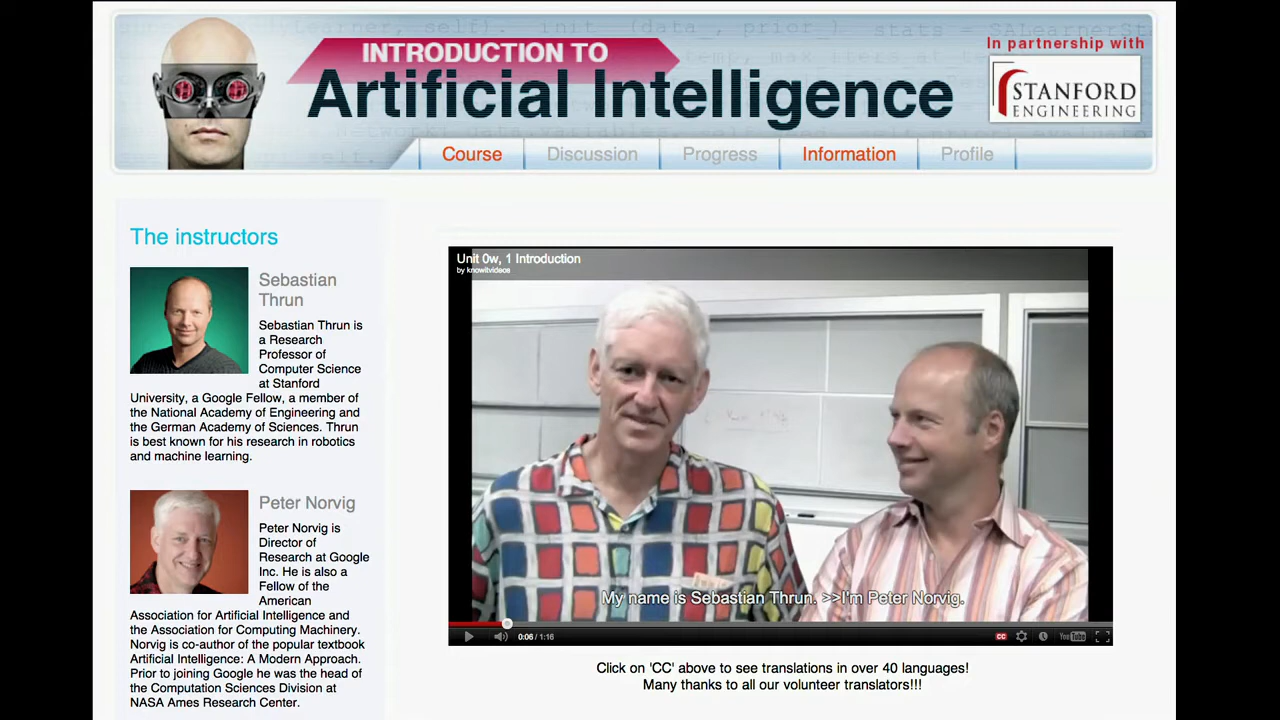 INTRODUCTION TO
Artificial Intelligence
In partnership with
STANFORD
ENGINEERING
Course
Discussion
Progress
Information
Profile
The instructors
Sebastian
Thrun
Sebastian Thrun is
a Research
Professor of
Computer Science
at Stanford
University, a Google Fellow, a member of
the National Academy of Engineering and
the German Academy of Sciences. Thrun
is best known for his research in robotics
and machine learning.
Peter Norvig
Peter Norvig is
Director of
Research at Google
Inc. He is also a
Fellow of the
American
Association for Artificial Intelligence and
the Association for Computing Machinery.
Norvig is co-author of the popular textbook
Artificial Intelligence: A Modern Approach.
Prior to joining Google he was the head of
the Computation Sciences Division at
NASA Ames Research Center.
Unit 0w, 1 Introduction
by knowitvideos
My name is Sebastian Thrun. >>I'm Peter Norvig.
0:06 / 1:16
CC
YouTube
Click on 'CC' above to see translations in over 40 languages!
Many thanks to all our volunteer translators!!!